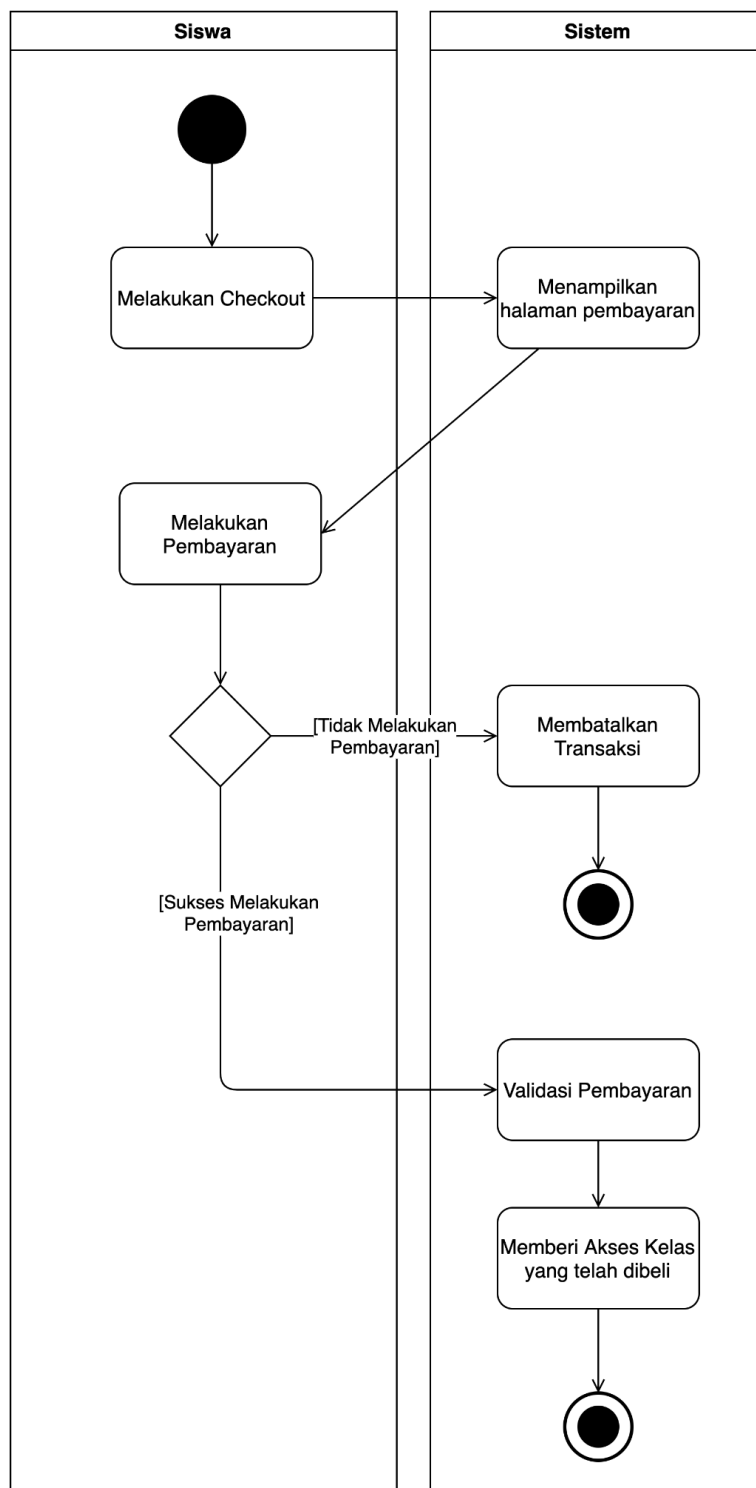 Siswa
Sistem
Melakukan Checkout
Menampilkan
halaman pembayaran
Melakukan
Pembayaran
[Tidak Melakukan
Pembayaran]
Membatalkan
Transaksi
[Sukses Melakukan
Pembayaran]
Validasi Pembayaran
Memberi Akses Kelas
yang telah dibeli